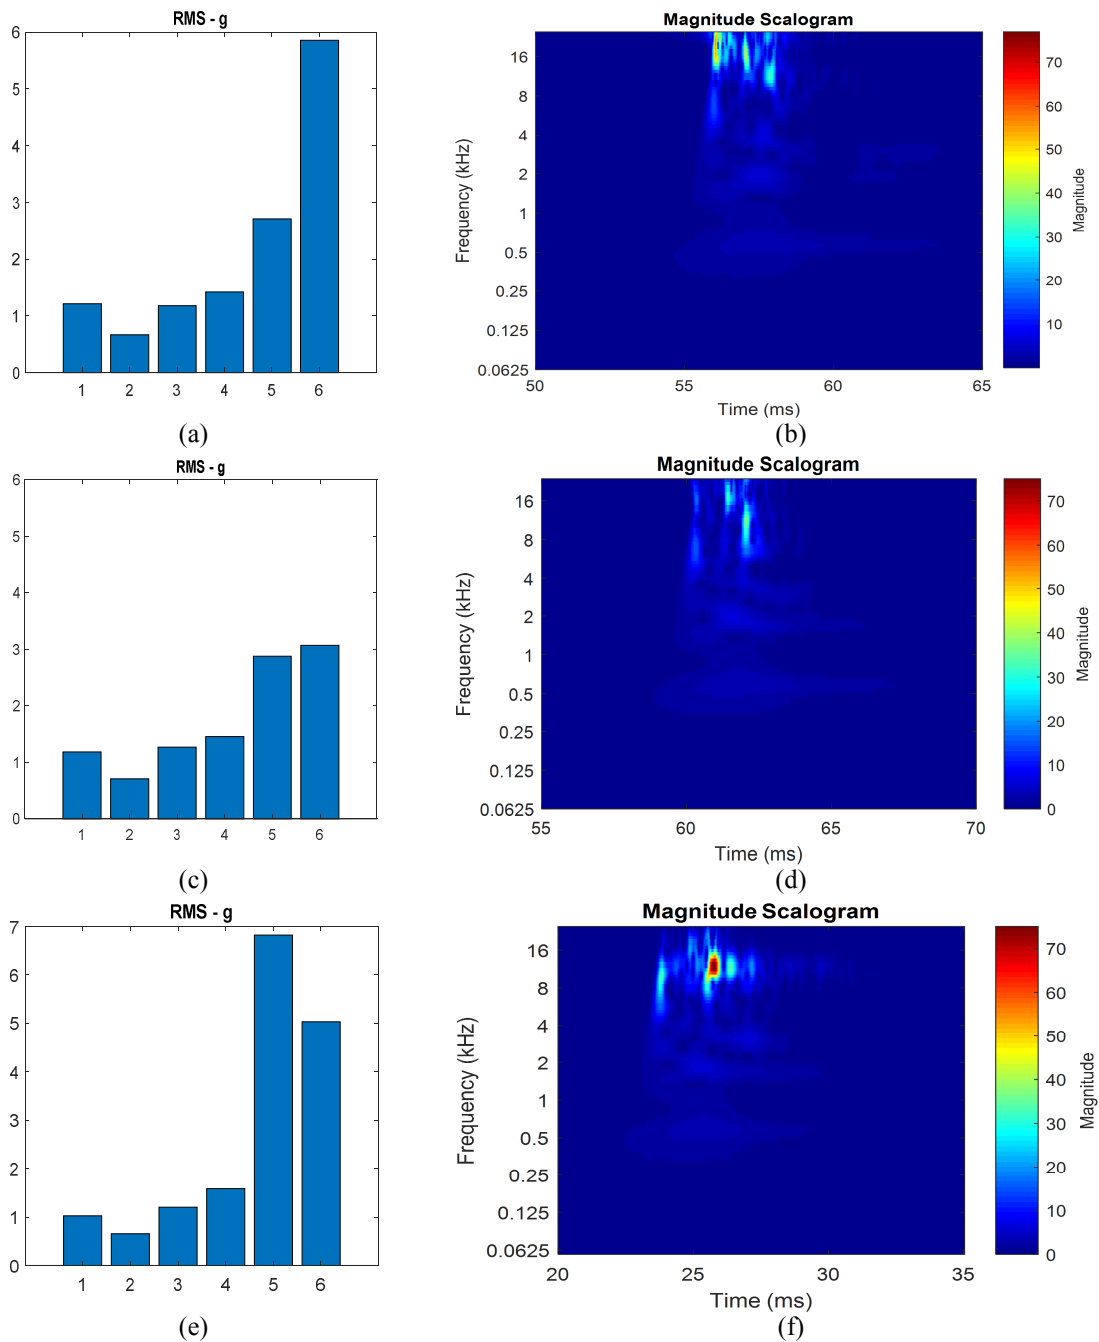 RMS - g
6
5
4
3
2
1
0
1 2 3 4 5 6
(a)
Magnitude Scalogram
16
8
4
2
1
0.5
0.25
0.125
0.0625
Frequency (kHz)
50 55 60 65
Time (ms)
70
60
50
40
30
20
10
Magnitude
(b)
RMS - g
6
5
4
3
2
1
0
1 2 3 4 5 6
(c)
Magnitude Scalogram
16
8
4
2
1
0.5
0.25
0.125
0.0625
Frequency (kHz)
55 60 65 70
Time (ms)
70
60
50
40
30
20
10
0
Magnitude
(d)
RMS - g
7
6
5
4
3
2
1
0
1 2 3 4 5 6
(e)
Magnitude Scalogram
16
8
4
2
1
0.5
0.25
0.125
0.0625
Frequency (kHz)
20 25 30 35
Time (ms)
70
60
50
40
30
20
10
0
Magnitude
(f)